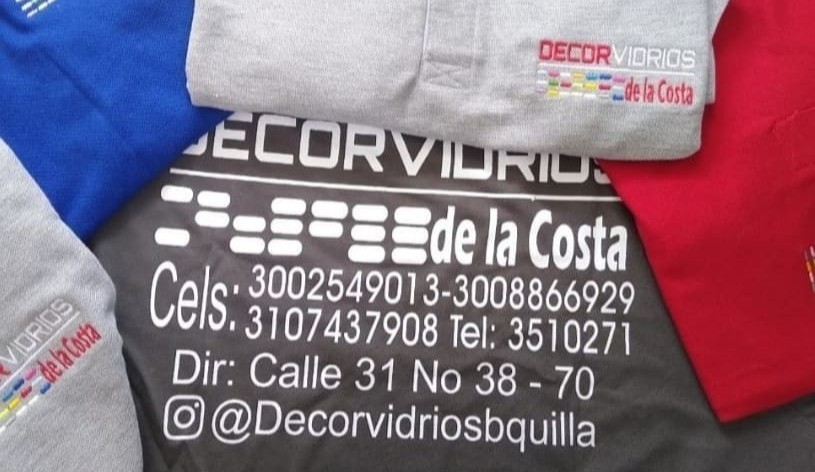 DECORVIDRIOS
de la Costa
DECORVIDRIOS
de la Costa
Cels: 3002549013-3008866929
3107437908 Tel: 3510271
Dir: Calle 31 No 38 - 70
@Decorvidriosbquilla
VIDRIOS
de la Costa